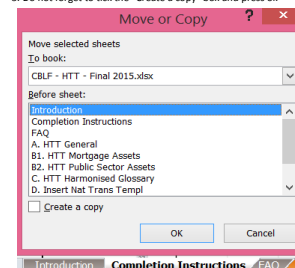 Move or Copy ? ×
Move selected sheets
To book:
CBLF - HTT - Final 2015.xlsx
Before sheet:
Introduction
Completion Instructions
FAQ
A. HTT General
B1. HTT Mortgage Assets
B2. HTT Public Sector Assets
C. HTT Harmonised Glossary
D. Insert Nat Trans Templ
Create a copy
OK Cancel
Introduction Completion Instructions FAQ